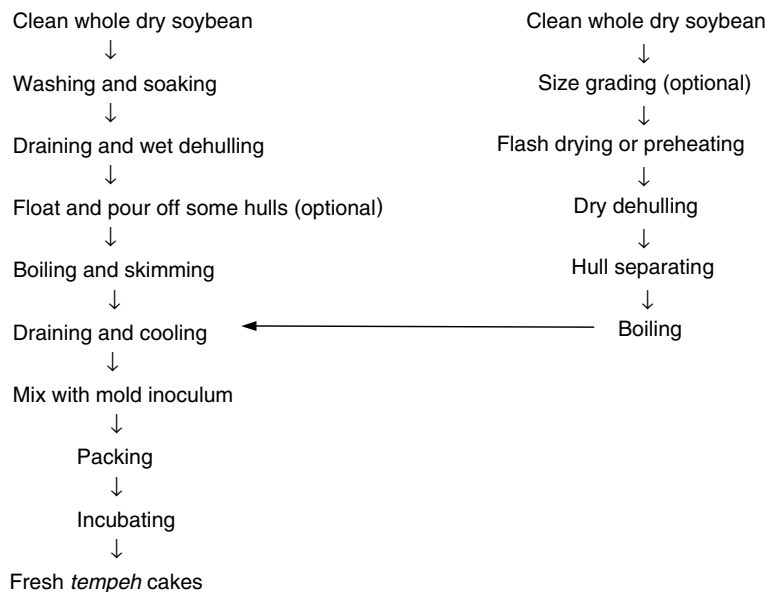 Clean whole dry soybean
↓
Washing and soaking
↓
Draining and wet dehulling
↓
Float and pour off some hulls (optional)
↓
Boiling and skimming
↓
Draining and cooling
↓
Mix with mold inoculum
↓
Packing
↓
Incubating
↓
Fresh tempeh cakes
Clean whole dry soybean
↓
Size grading (optional)
↓
Flash drying or preheating
↓
Dry dehulling
↓
Hull separating
↓
Boiling